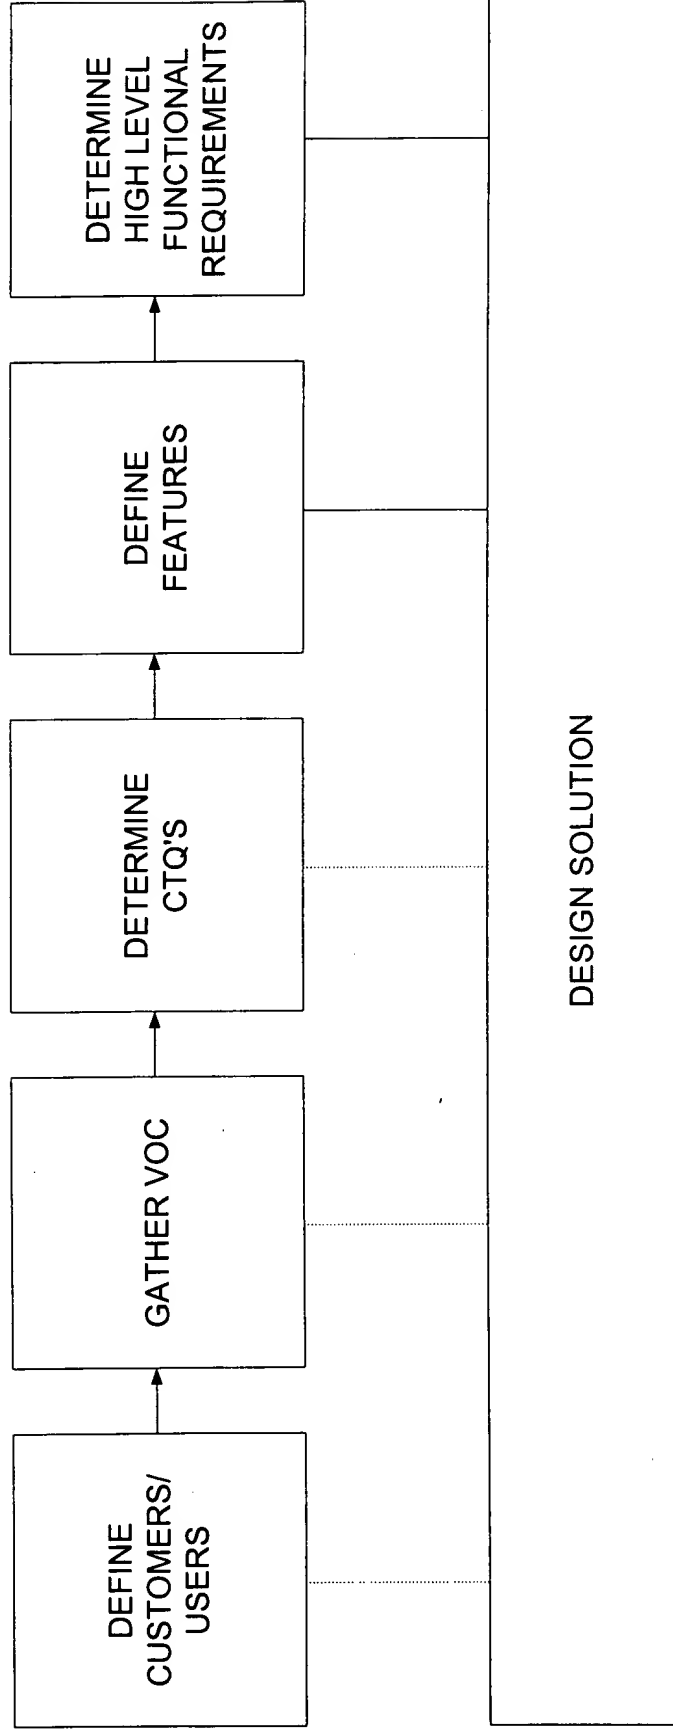 DEFINE
CUSTOMERS/
USERS
GATHER VOC
DETERMINE
CTQ'S
DEFINE
FEATURES
DETERMINE
HIGH LEVEL
FUNCTIONAL
REQUIREMENTS
DESIGN SOLUTION